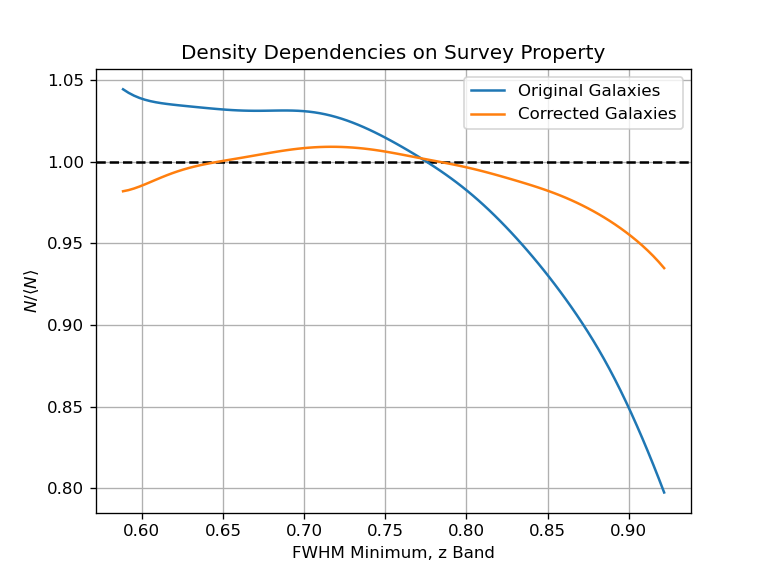 Density Dependencies on Survey Property
Original Galaxies
Corrected Galaxies
1.05
1.00
0.95
0.90
0.85
0.80
N/⟨N⟩
0.60 0.65 0.70 0.75 0.80 0.85 0.90
FWHM Minimum, z Band